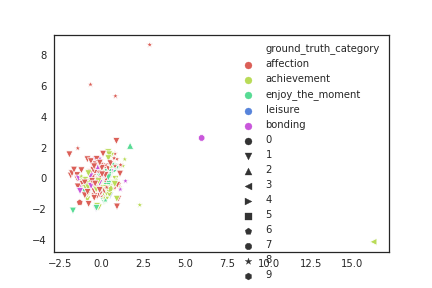 ground_truth_category
affection
achievement
enjoy_the_moment
leisure
bonding
0
1
2
3
4
5
6
7
8
9
8
6
4
2
0
−2
−4
−2.5 0.0 2.5 5.0 7.5 10.0 12.5 15.0